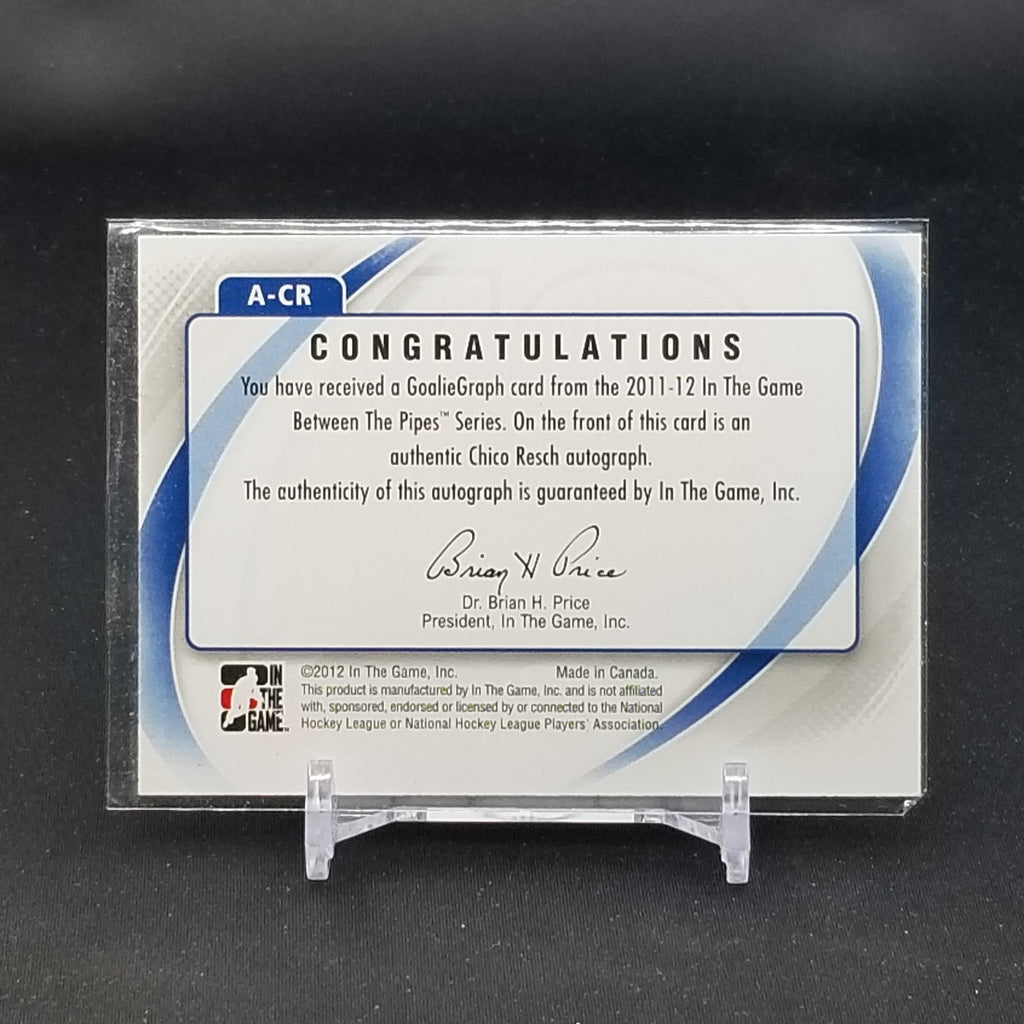 A-CR
CONGRATULATIONS
You have received a GoalieGraph card from the 2011-12 In The Game
Between The Pipes™ Series. On the front of this card is an
authentic Chico Resch autograph.
The authenticity of this autograph is guaranteed by In The Game, Inc.
Brian H Price
Dr. Brian H. Price
President, In The Game, Inc.
IN
THE
GAME™
©2012 In The Game, Inc. Made in Canada.
This product is manufactured by In The Game, Inc. and is not affiliated
with, sponsored, endorsed or licensed by or connected to the National
Hockey League or National Hockey League Players' Association.